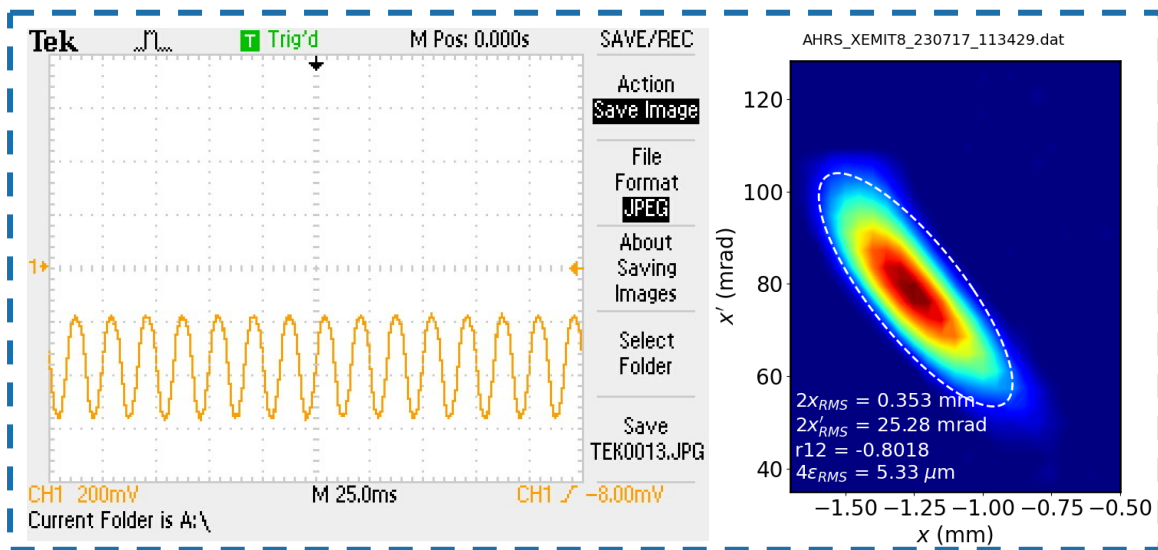 Tek T Trig'd M Pos: 0.000s SAVE/REC
Action
Save Image
File
Format
JPEG
About
Saving
Images
Select
Folder
Save
TEK0013.JPG
1
CH1 200mV M 25.0ms CH1 −8.00mV
Current Folder is A:\
AHRS_XEMIT8_230717_113429.dat
120
100
80
60
40
x′ (mrad)
2x_RMS = 0.353 mm
2x′_RMS = 25.28 mrad
r12 = -0.8018
4ε_RMS = 5.33 μm
−1.50 −1.25 −1.00 −0.75 −0.50
x (mm)